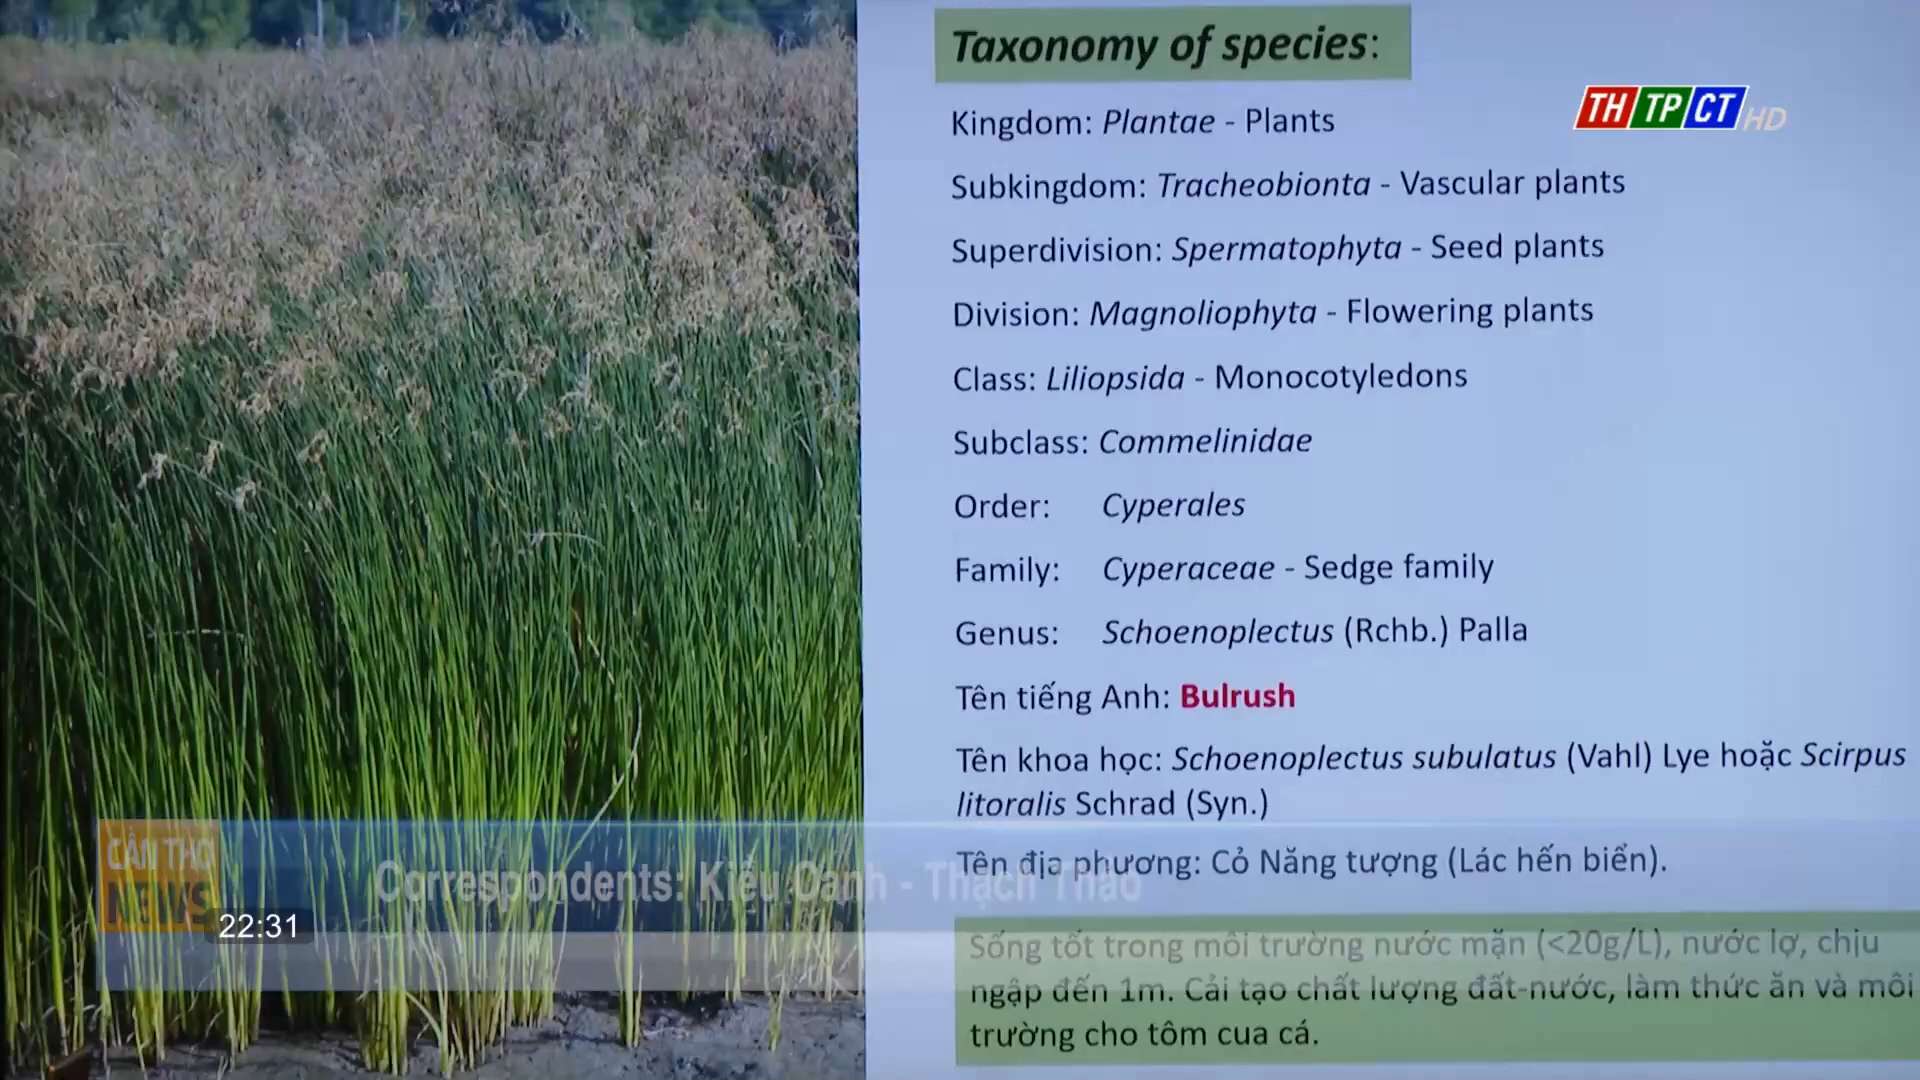 Taxonomy of species:
TH TP CT HD
Kingdom: Plantae - Plants
Subkingdom: Tracheobionta - Vascular plants
Superdivision: Spermatophyta - Seed plants
Division: Magnoliophyta - Flowering plants
Class: Liliopsida - Monocotyledons
Subclass: Commelinidae
Order: Cyperales
Family: Cyperaceae - Sedge family
Genus: Schoenoplectus (Rchb.) Palla
Tên tiếng Anh: Bulrush
Tên khoa học: Schoenoplectus subulatus (Vahl) Lye hoặc Scirpus
litoralis Schrad (Syn.)
Tên địa phương: Cỏ Năng tượng (Lác hến biển).
CẦN THƠ
NEWS
22:31
Correspondents: Kiều Oanh - Thạch Thảo
Sống tốt trong môi trường nước mặn (<20g/L), nước lợ, chịu
ngập đến 1m. Cải tạo chất lượng đất-nước, làm thức ăn và môi
trường cho tôm cua cá.